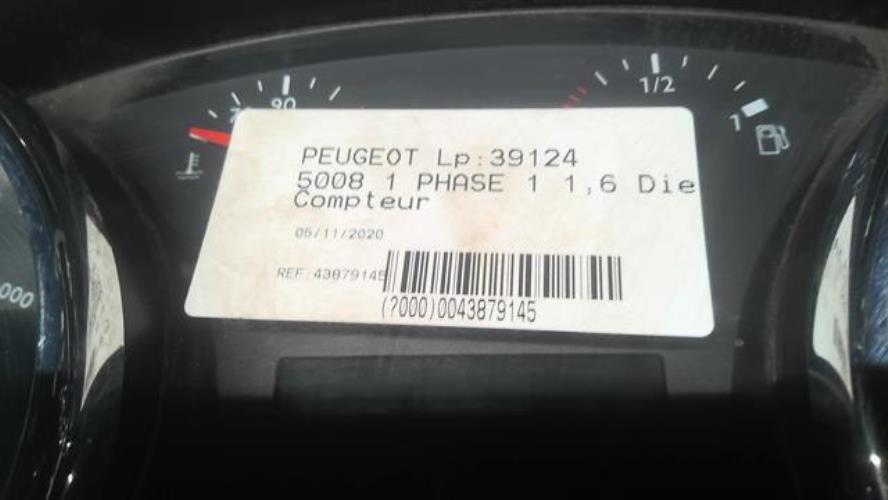 90
1/2
1
PEUGEOT Lp:39124
5008 1 PHASE 1 1,6 Die
Compteur
05/11/2020
REF 43879145
(?000)0043879145
000